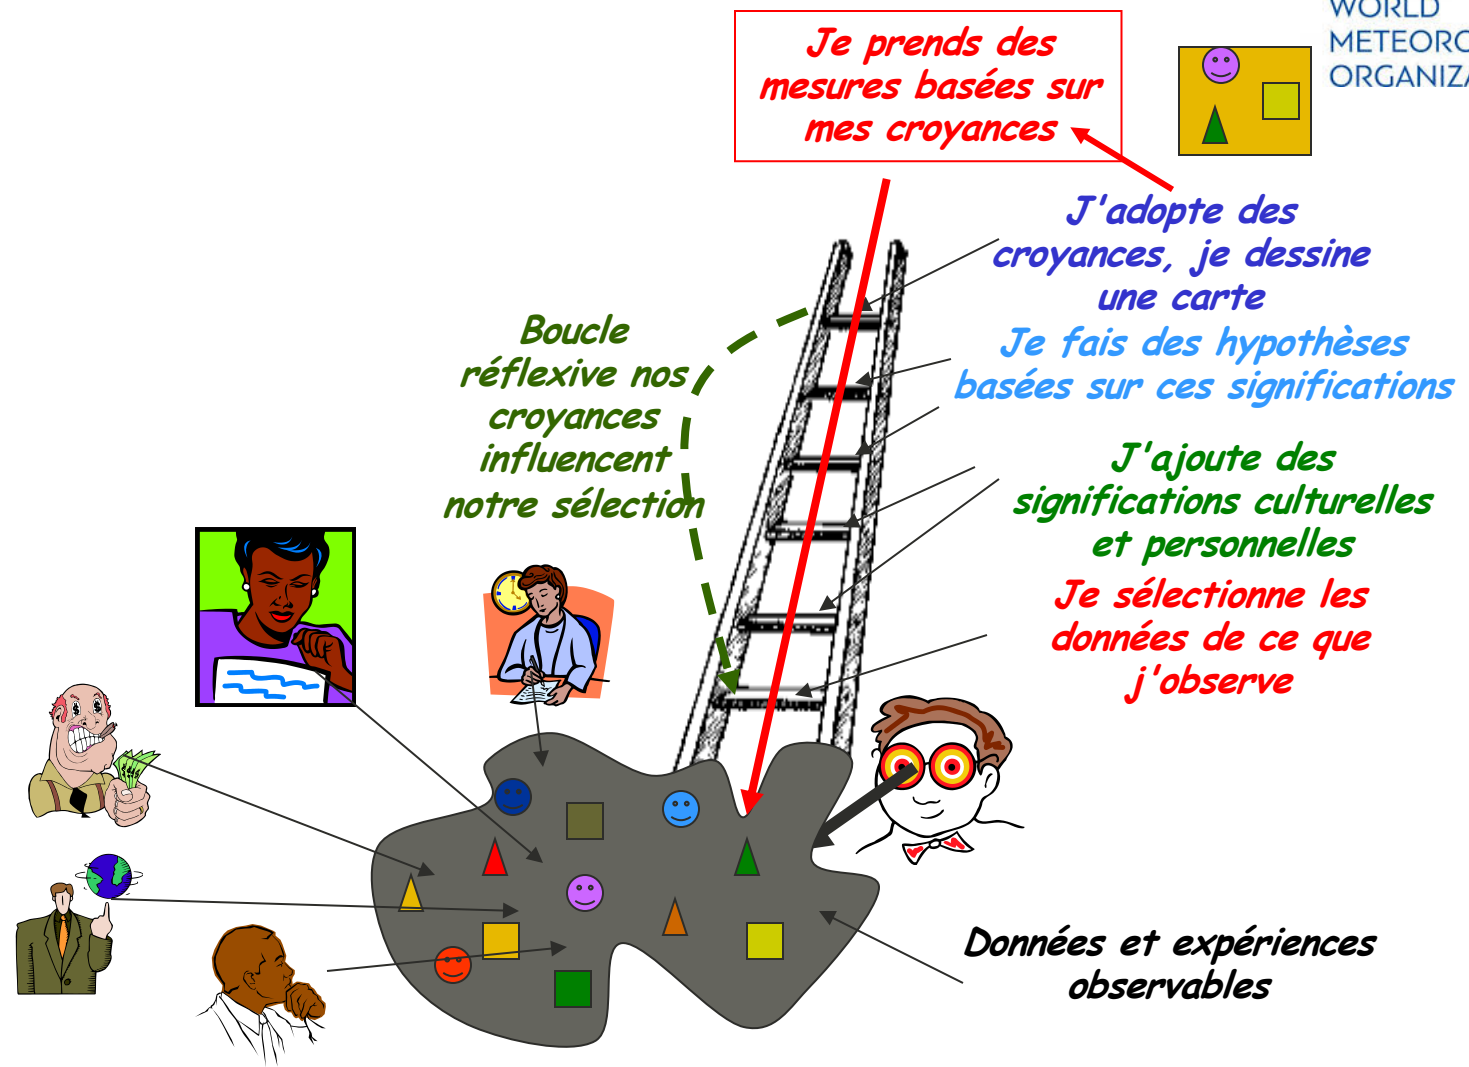 WORLD
Je prends des
mesures basées sur
mes croyances
J'adopte des
croyances, je dessine
une carte
Boucle
réflexive nos
croyances
influencent
notre sélection
Je fais des hypothèses
basées sur ces significations
J'ajoute des
significations culturelles
et personnelles
Je sélectionne les
données de ce que
j'observe
Données et expériences
observables